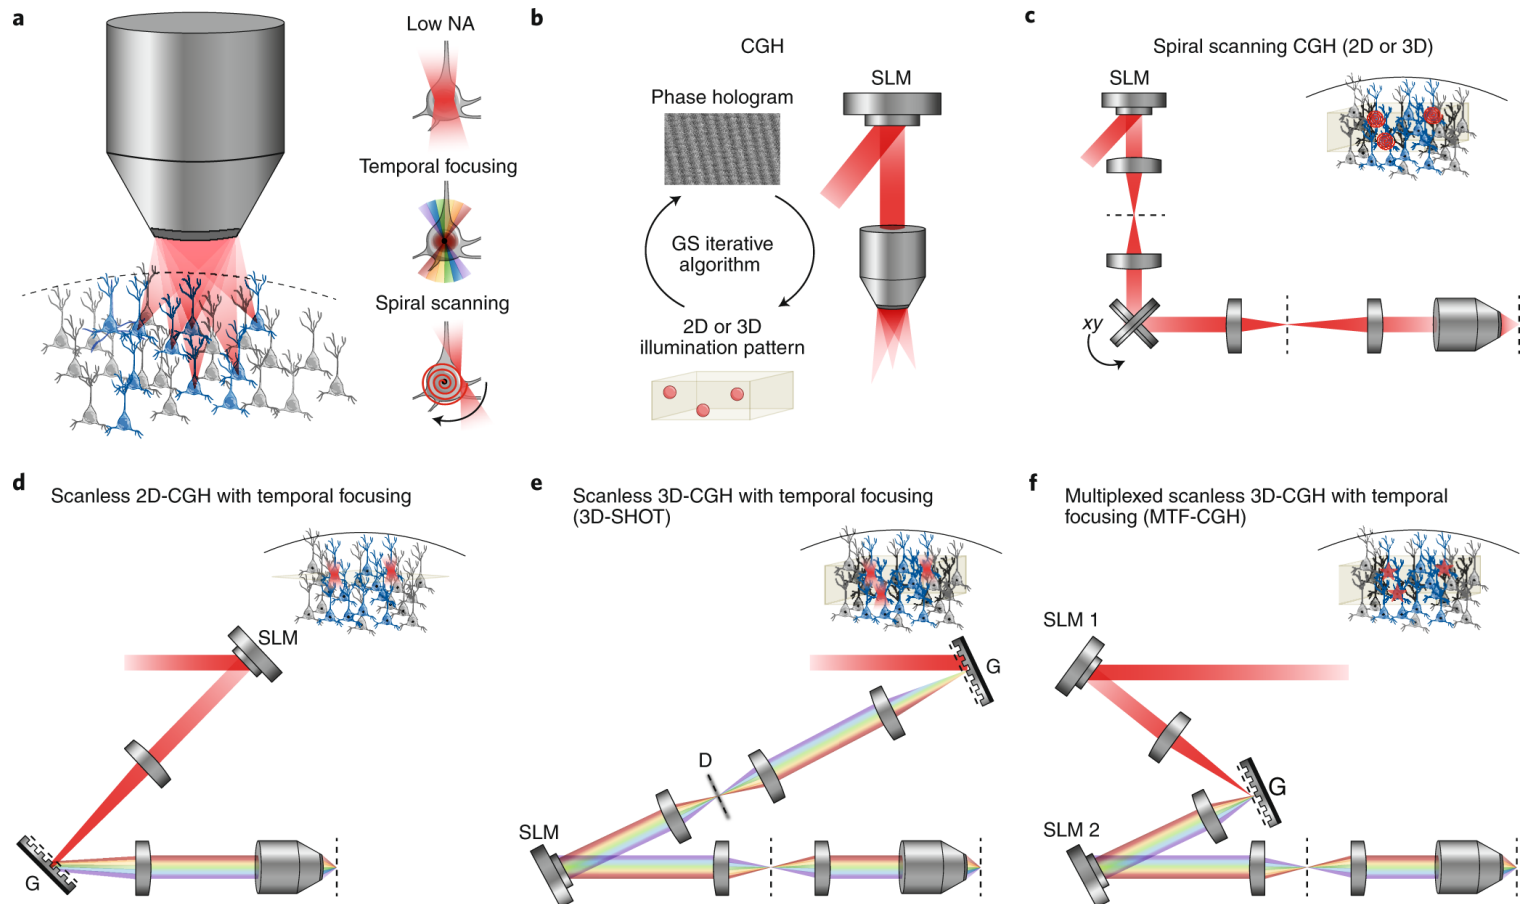 a
Low NA
Temporal focusing
Spiral scanning
b
CGH
SLM
Phase hologram
GS iterative
algorithm
2D or 3D
illumination pattern
c
Spiral scanning CGH (2D or 3D)
SLM
xy
d
Scanless 2D-CGH with temporal focusing
SLM
G
e
Scanless 3D-CGH with temporal focusing
(3D-SHOT)
G
D
SLM
f
Multiplexed scanless 3D-CGH with temporal
focusing (MTF-CGH)
SLM 1
G
SLM 2